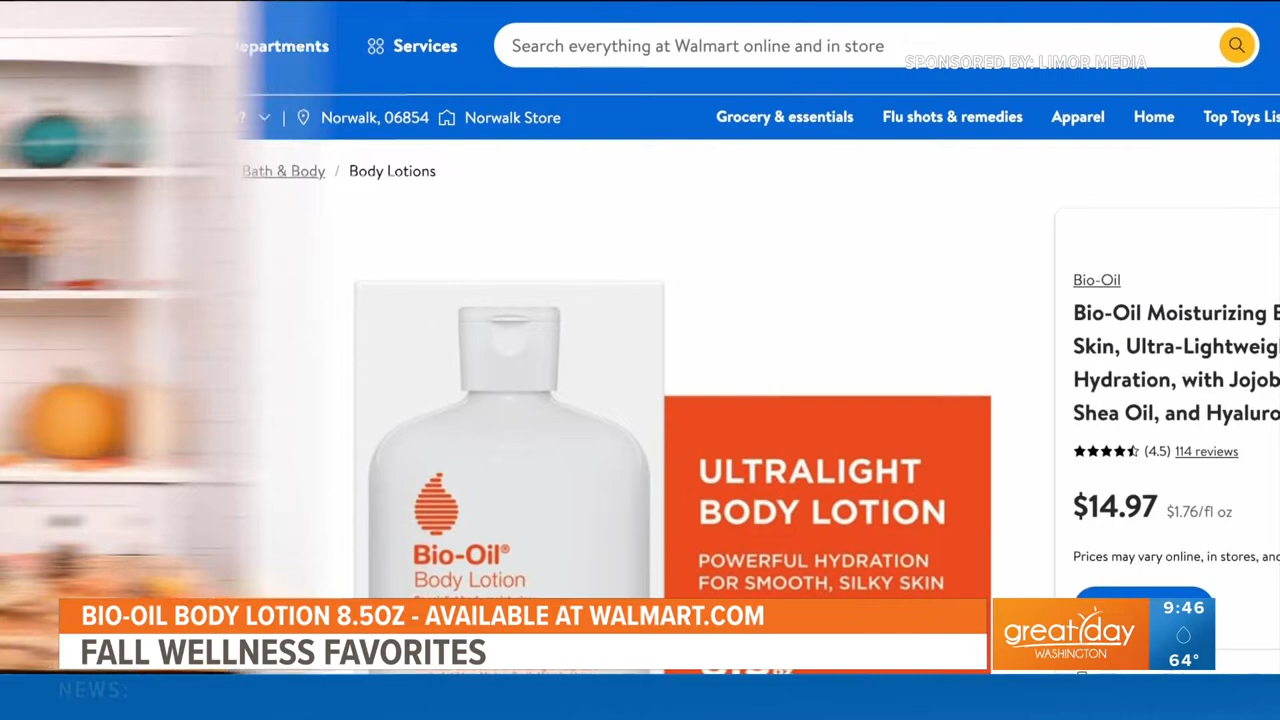 epartments
Services
Search everything at Walmart online and in store
SPONSORED BY: LIMOR MEDIA
?
Norwalk, 06854
Norwalk Store
Grocery & essentials
Flu shots & remedies
Apparel
Home
Top Toys Lis
Bath & Body / Body Lotions
Bio-Oil
Bio-Oil Moisturizing B
Skin, Ultra-Lightweigh
Hydration, with Jojob
Shea Oil, and Hyaluro
(4.5) 114 reviews
$14.97 $1.76/fl oz
Prices may vary online, in stores, and
ULTRALIGHT
BODY LOTION
POWERFUL HYDRATION
FOR SMOOTH, SILKY SKIN
Bio-Oil®
Body Lotion
BIO-OIL BODY LOTION 8.5OZ - AVAILABLE AT WALMART.COM
FALL WELLNESS FAVORITES
great day
WASHINGTON
9:46
64°
NEWS: